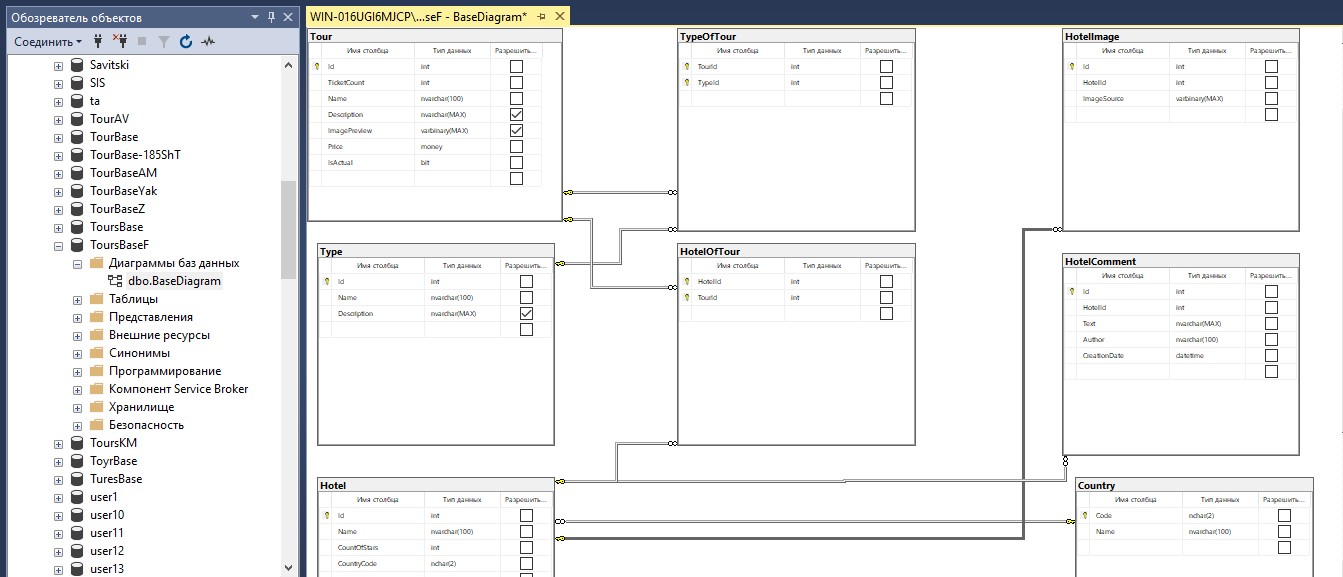 Обозреватель объектов
Соединить
Savitski
SIS
ta
TourAV
TourBase
TourBase-185ShT
TourBaseAM
TourBaseYak
TourBaseZ
ToursBase
ToursBaseF
Диаграммы баз данных
dbo.BaseDiagram
Таблицы
Представления
Внешние ресурсы
Синонимы
Программирование
Компонент Service Broker
Хранилище
Безопасность
ToursKM
ToyrBase
TuresBase
user1
user10
user11
user12
user13
WIN-016UGI6MJCP\...seF - BaseDiagram*
Tour
Имя столбца Тип данных Разрешить...
Id int
TicketCount int
Name nvarchar(100)
Description nvarchar(MAX)
ImagePreview varbinary(MAX)
Price money
IsActual bit
TypeOfTour
Имя столбца Тип данных Разрешить...
TourId int
TypeId int
HotelImage
Имя столбца Тип данных Разрешить...
Id int
HotelId int
ImageSource varbinary(MAX)
Type
Имя столбца Тип данных Разрешить...
Id int
Name nvarchar(100)
Description nvarchar(MAX)
HotelOfTour
Имя столбца Тип данных Разрешить...
HotelId int
TourId int
HotelComment
Имя столбца Тип данных Разрешить...
Id int
HotelId int
Text nvarchar(MAX)
Author nvarchar(100)
CreationDate datetime
Hotel
Имя столбца Тип данных Разрешить...
Id int
Name nvarchar(100)
CountOfStars int
CountryCode nchar(2)
Country
Имя столбца Тип данных Разрешить...
Code nchar(2)
Name nvarchar(100)